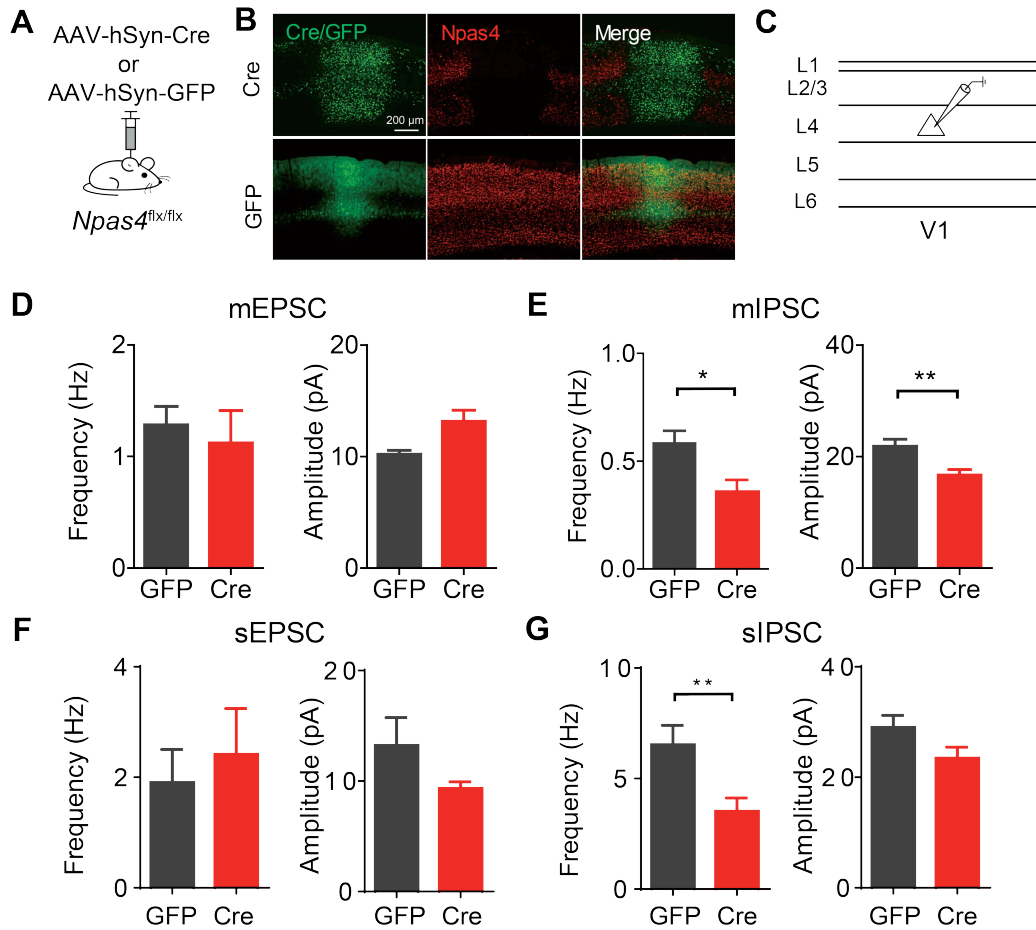 A
AAV-hSyn-Cre
or
AAV-hSyn-GFP
Npas4flx/flx
B
Cre/GFP
Npas4
Merge
Cre
200 µm
GFP
C
L1
L2/3
L4
L5
L6
V1
D
mEPSC
Frequency (Hz)
2
1
0
GFP Cre
Amplitude (pA)
20
10
0
GFP Cre
E
mIPSC
Frequency (Hz)
1.0
0.5
0.0
*
GFP Cre
Amplitude (pA)
40
20
0
**
GFP Cre
F
sEPSC
Frequency (Hz)
4
2
0
GFP Cre
Amplitude (pA)
20
10
0
GFP Cre
G
sIPSC
Frequency (Hz)
10
5
0
**
GFP Cre
Amplitude (pA)
40
20
0
GFP Cre